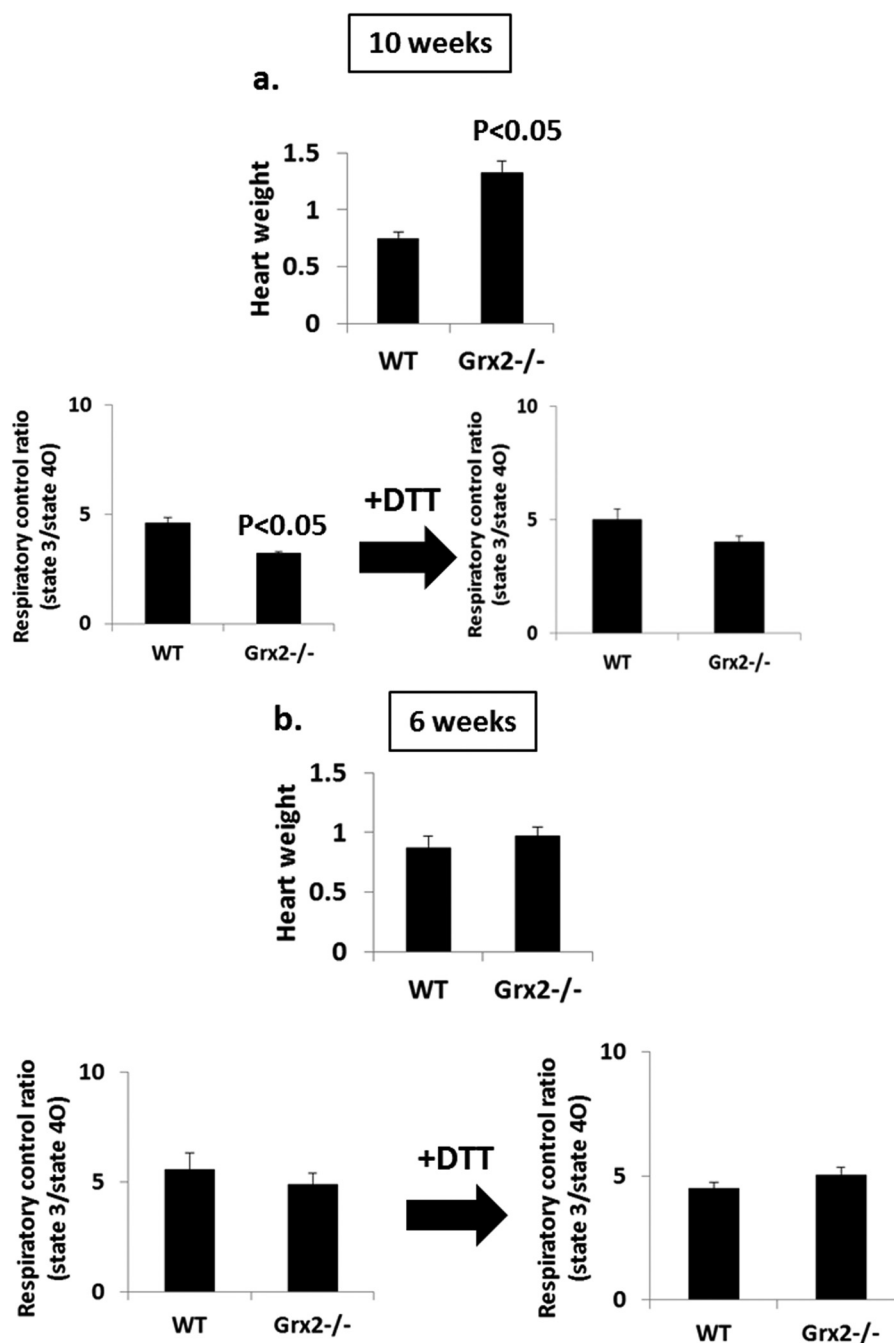 10 weeks
a.
P<0.05
Heart weight
1.5
1
0.5
0
WT Grx2-/-
Respiratory control ratio
(state 3/state 4O)
10
5
0
P<0.05
WT Grx2-/-
+DTT
Respiratory control ratio
(state 3/state 4O)
10
5
0
WT Grx2-/-
b.
6 weeks
Heart weight
1.5
1
0.5
0
WT Grx2-/-
Respiratory control ratio
(state 3/state 4O)
10
5
0
WT Grx2-/-
+DTT
Respiratory control ratio
(state 3/state 4O)
10
5
0
WT Grx2-/-